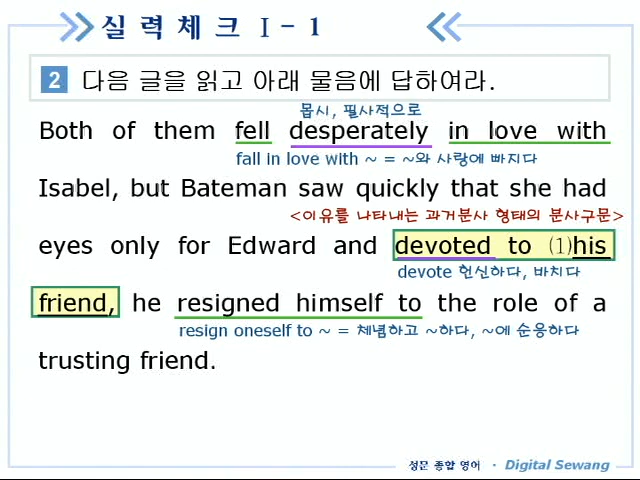 실력체크 I - 1
2 다음 글을 읽고 아래 물음에 답하여라.
몹시, 필사적으로
Both of them fell desperately in love with
fall in love with ~ = ~와 사랑에 빠지다
Isabel, but Bateman saw quickly that she had
<이유를 나타내는 과거분사 형태의 분사구문>
eyes only for Edward and devoted to (1)his
devote 헌신하다, 바치다
friend, he resigned himself to the role of a
resign oneself to ~ = 체념하고 ~하다, ~에 순응하다
trusting friend.
정문 종합 영어 · Digital Sewang